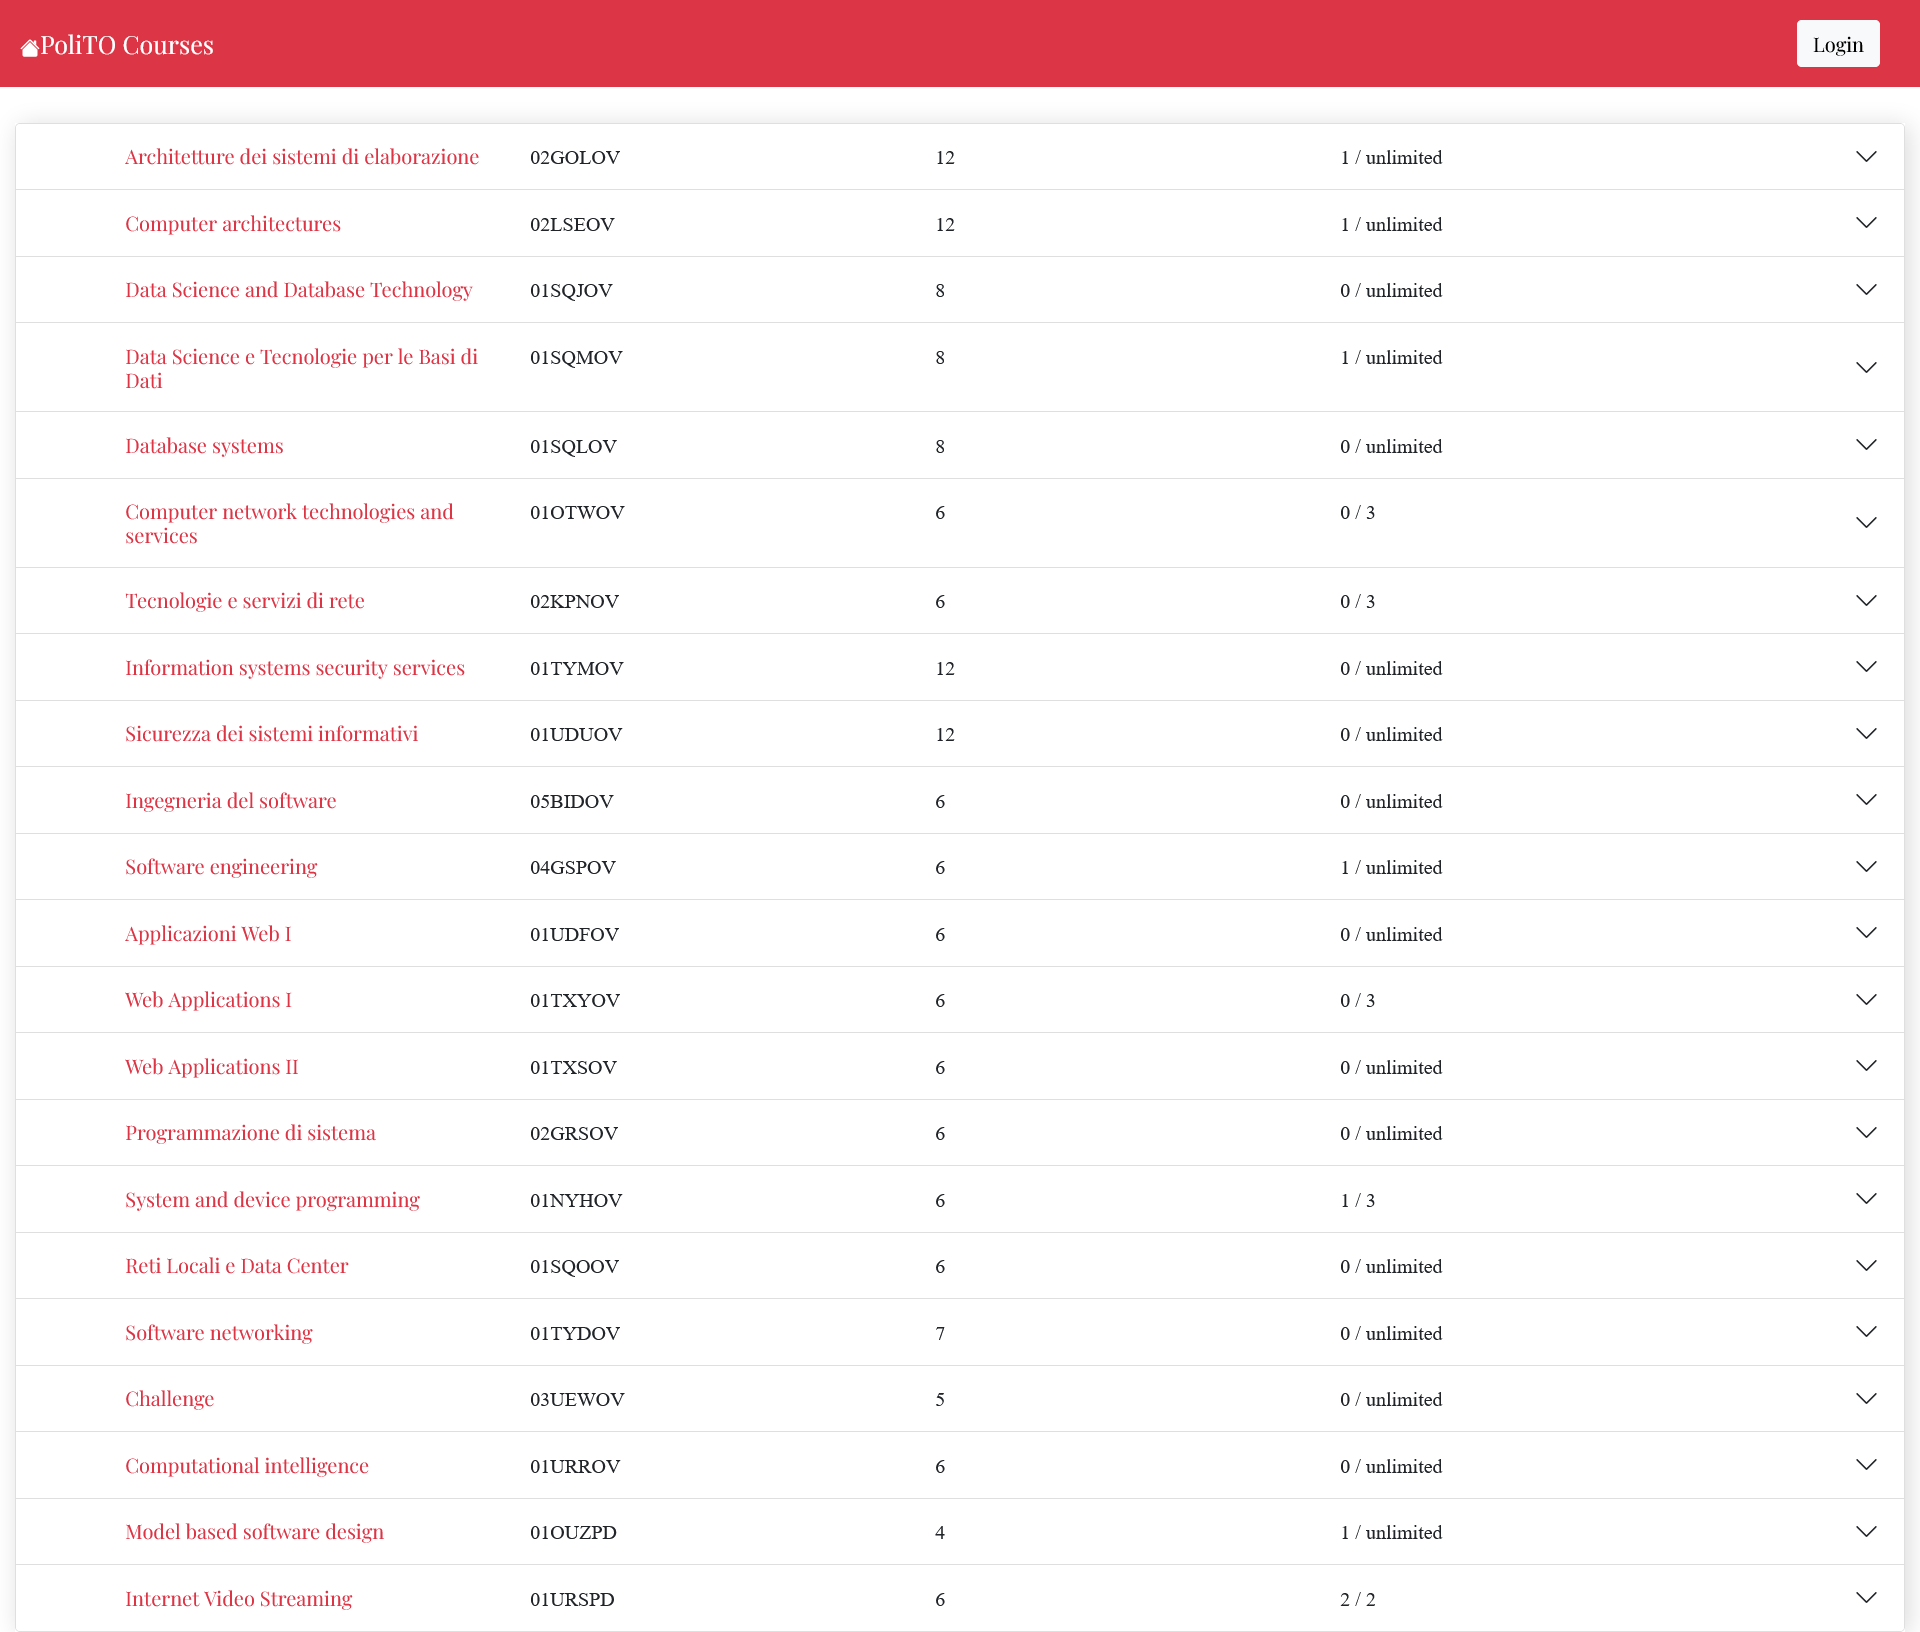 PoliTO Courses Login
Architetture dei sistemi di elaborazione 02GOLOV 12 1 / unlimited
Computer architectures 02LSEOV 12 1 / unlimited
Data Science and Database Technology 01SQJOV 8 0 / unlimited
Data Science e Tecnologie per le Basi di 01SQMOV 8 1 / unlimited
Dati
Database systems 01SQLOV 8 0 / unlimited
Computer network technologies and 01OTWOV 6 0 / 3
services
Tecnologie e servizi di rete 02KPNOV 6 0 / 3
Information systems security services 01TYMOV 12 0 / unlimited
Sicurezza dei sistemi informativi 01UDUOV 12 0 / unlimited
Ingegneria del software 05BIDOV 6 0 / unlimited
Software engineering 04GSPOV 6 1 / unlimited
Applicazioni Web I 01UDFOV 6 0 / unlimited
Web Applications I 01TXYOV 6 0 / 3
Web Applications II 01TXSOV 6 0 / unlimited
Programmazione di sistema 02GRSOV 6 0 / unlimited
System and device programming 01NYHOV 6 1 / 3
Reti Locali e Data Center 01SQOOV 6 0 / unlimited
Software networking 01TYDOV 7 0 / unlimited
Challenge 03UEWOV 5 0 / unlimited
Computational intelligence 01URROV 6 0 / unlimited
Model based software design 01OUZPD 4 1 / unlimited
Internet Video Streaming 01URSPD 6 2 / 2